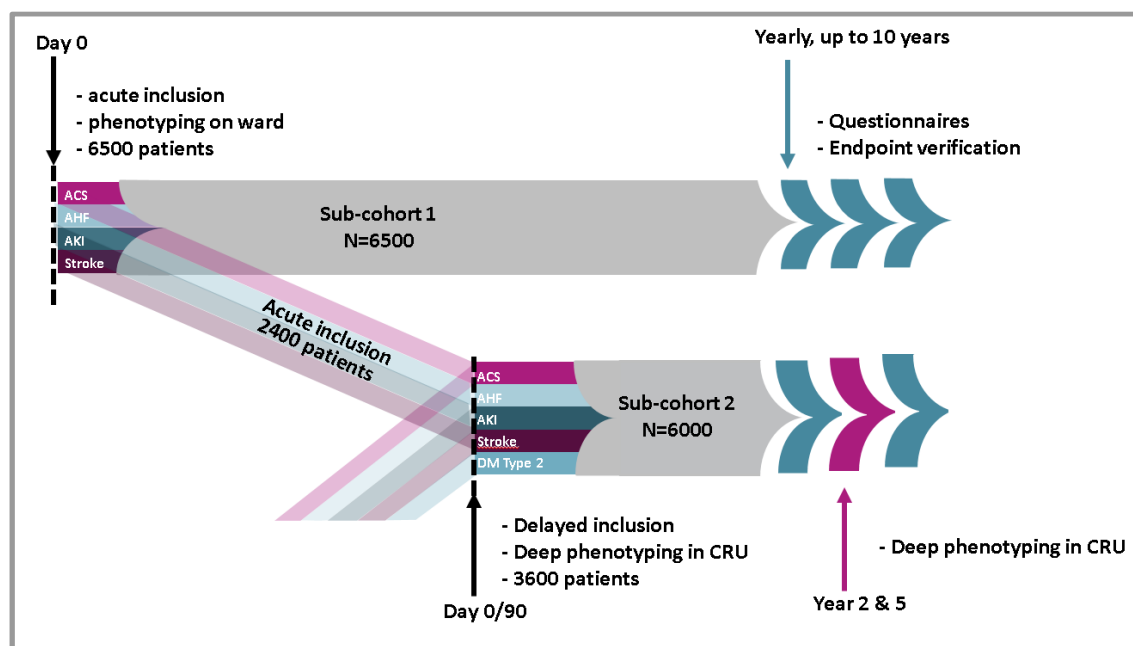 Day 0
- acute inclusion
- phenotyping on ward
- 6500 patients
Yearly, up to 10 years
- Questionnaires
- Endpoint verification
ACS
AHF
AKI
Stroke
Sub-cohort 1
N=6500
Acute inclusion
2400 patients
ACS
AHF
AKI
Stroke
DM Type 2
Sub-cohort 2
N=6000
- Delayed inclusion
- Deep phenotyping in CRU
- 3600 patients
Day 0/90
- Deep phenotyping in CRU
Year 2 & 5